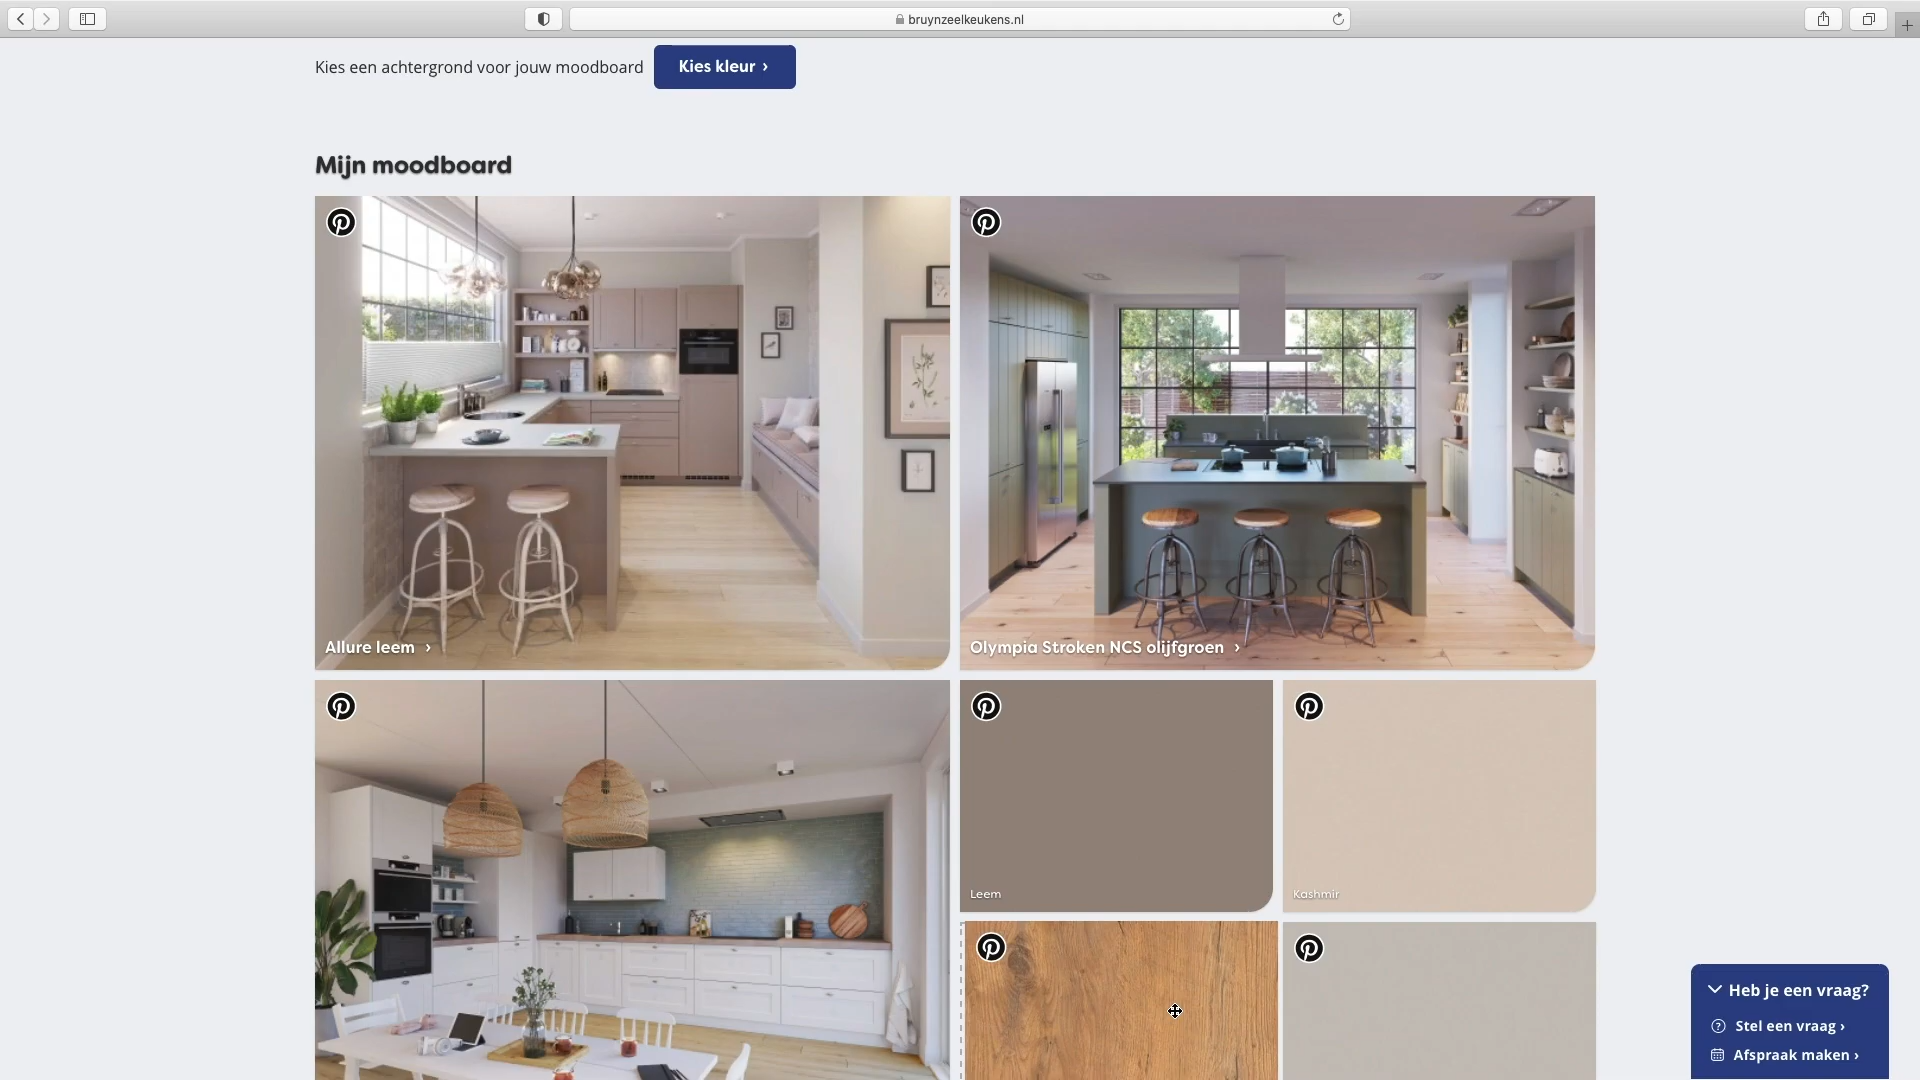 bruynzeelkeukens.nl
Kies een achtergrond voor jouw moodboard
Kies kleur ›
Mijn moodboard
Allure leem ›
Olympia Stroken NCS olijfgroen ›
Leem
Kashmir
Heb je een vraag?
Stel een vraag ›
Afspraak maken ›